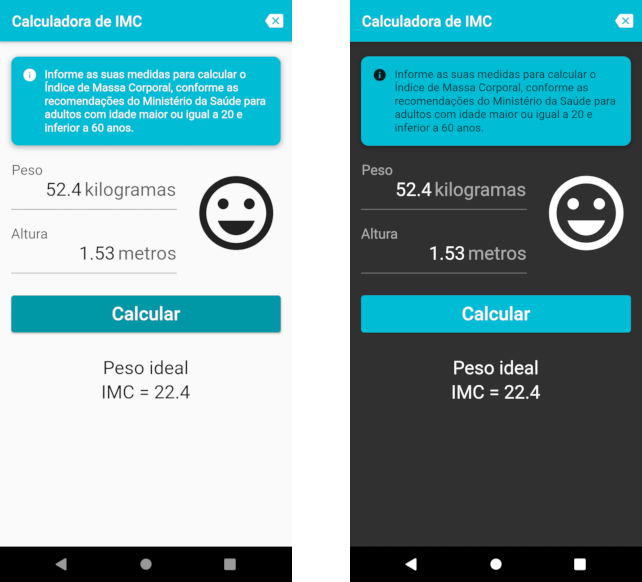 Calculadora de IMC
Informe as suas medidas para calcular o
Índice de Massa Corporal, conforme as
recomendações do Ministério da Saúde para
adultos com idade maior ou igual a 20 e
inferior a 60 anos.
Peso
52.4 kilogramas
Altura
1.53 metros
Calcular
Peso ideal
IMC = 22.4
Calculadora de IMC
Informe as suas medidas para calcular o
Índice de Massa Corporal, conforme as
recomendações do Ministério da Saúde para
adultos com idade maior ou igual a 20 e
inferior a 60 anos.
Peso
52.4 kilogramas
Altura
1.53 metros
Calcular
Peso ideal
IMC = 22.4